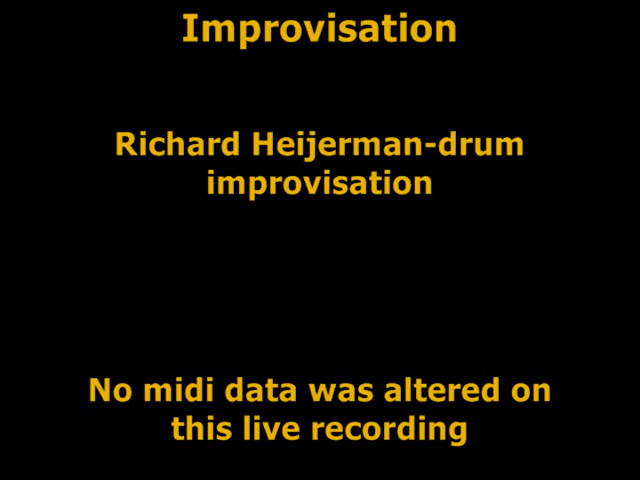 Improvisation
Richard Heijerman-drum
improvisation
No midi data was altered on
this live recording